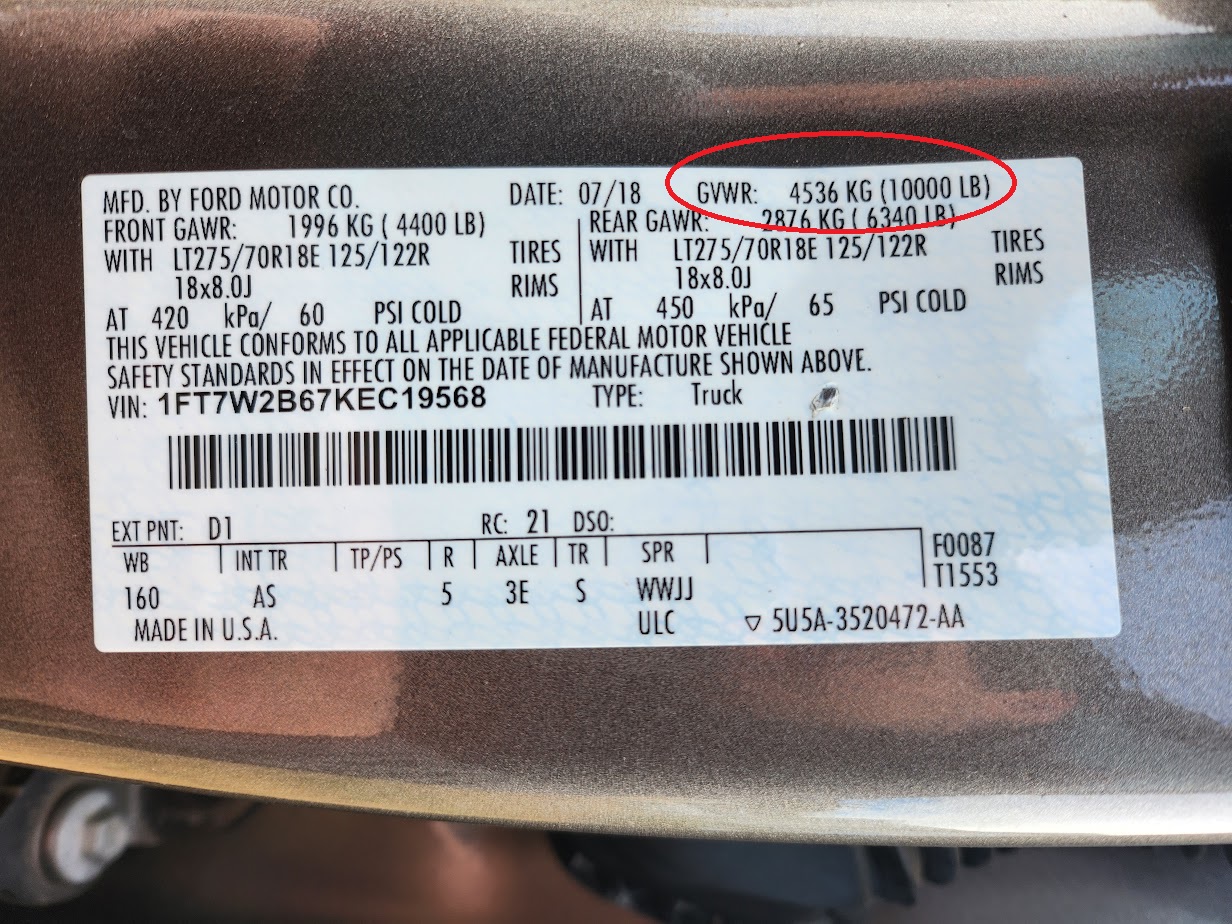 MFD. BY FORD MOTOR CO. DATE: 07/18 GVWR: 4536 KG (10000 LB)
FRONT GAWR: 1996 KG ( 4400 LB) REAR GAWR: 2876 KG ( 6340 LB)
WITH LT275/70R18E 125/122R TIRES WITH LT275/70R18E 125/122R TIRES
18x8.0J RIMS 18x8.0J RIMS
AT 420 kPa/ 60 PSI COLD AT 450 kPa/ 65 PSI COLD
THIS VEHICLE CONFORMS TO ALL APPLICABLE FEDERAL MOTOR VEHICLE
SAFETY STANDARDS IN EFFECT ON THE DATE OF MANUFACTURE SHOWN ABOVE.
VIN: 1FT7W2B67KEC19568 TYPE: Truck
EXT PNT: D1 RC: 21 DSO:
WB INT TR TP/PS R AXLE TR SPR F0087
T1553
160 AS 5 3E S WWJJ
MADE IN U.S.A. ULC ▽ 5U5A-3520472-AA